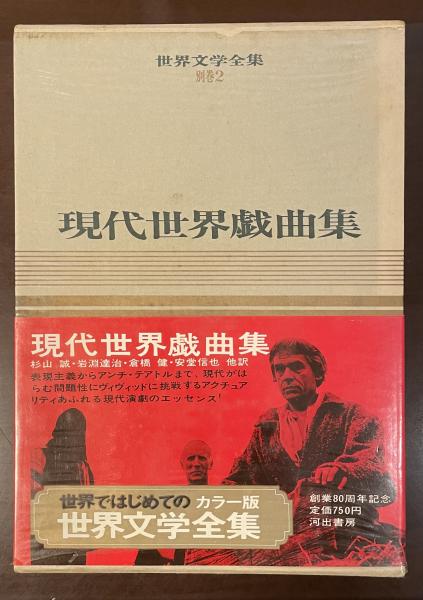 世界文学全集
別巻2
現代世界戯曲集
現代世界戯曲集
杉山 誠・岩淵達治・倉橋 健・安堂信也 他訳
表現主義からアンチ・テアトルまで、現代がは
らむ問題性にヴィヴィッドに挑戦するアクチュア
リティあふれる現代演劇のエッセンス!
世界ではじめての カラー版
世界文学全集
創業80周年記念
定価750円
河出書房